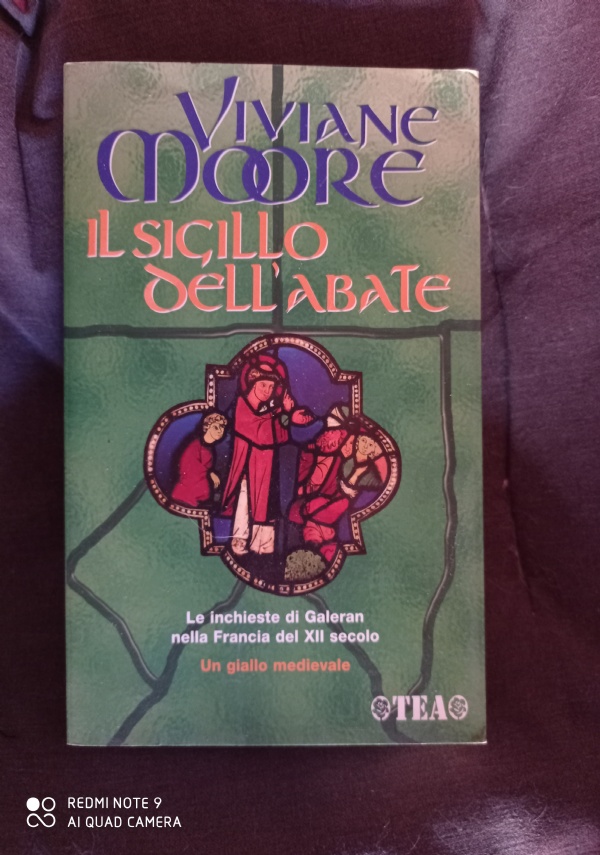 VIVIANE
MOORE
IL SIGILLO
DELL'ABATE
Le inchieste di Galeran
nella Francia del XII secolo
Un giallo medievale
TEA
REDMI NOTE 9
AI QUAD CAMERA